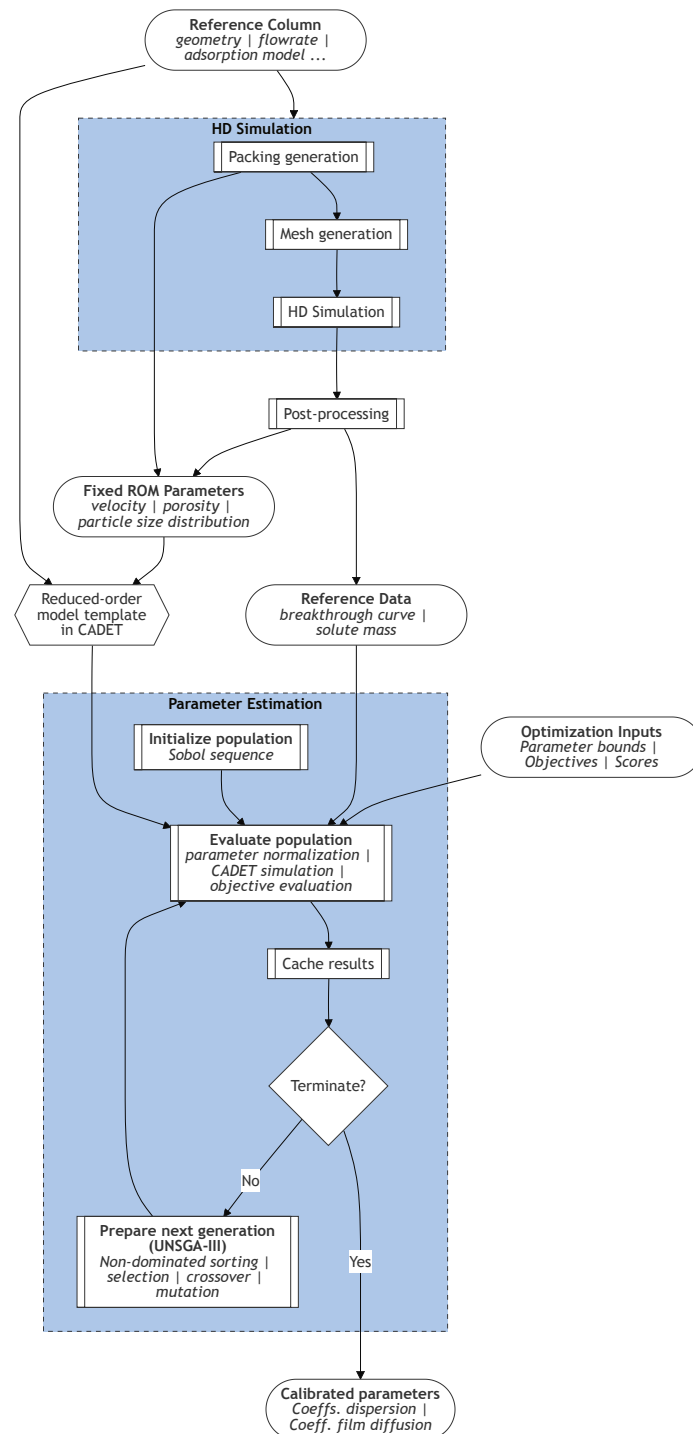 Reference Column
geometry | flowrate |
adsorption model ...
HD Simulation
Packing generation
Mesh generation
HD Simulation
Post-processing
Fixed ROM Parameters
velocity | porosity |
particle size distribution
Reduced-order
model template
in CADET
Reference Data
breakthrough curve |
solute mass
Parameter Estimation
Initialize population
Sobol sequence
Optimization Inputs
Parameter bounds |
Objectives | Scores
Evaluate population
parameter normalization |
CADET simulation |
objective evaluation
Cache results
Terminate?
No
Prepare next generation
(UNSGA-III)
Non-dominated sorting |
selection | crossover |
mutation
Yes
Calibrated parameters
Coeffs. dispersion |
Coeff. film diffusion